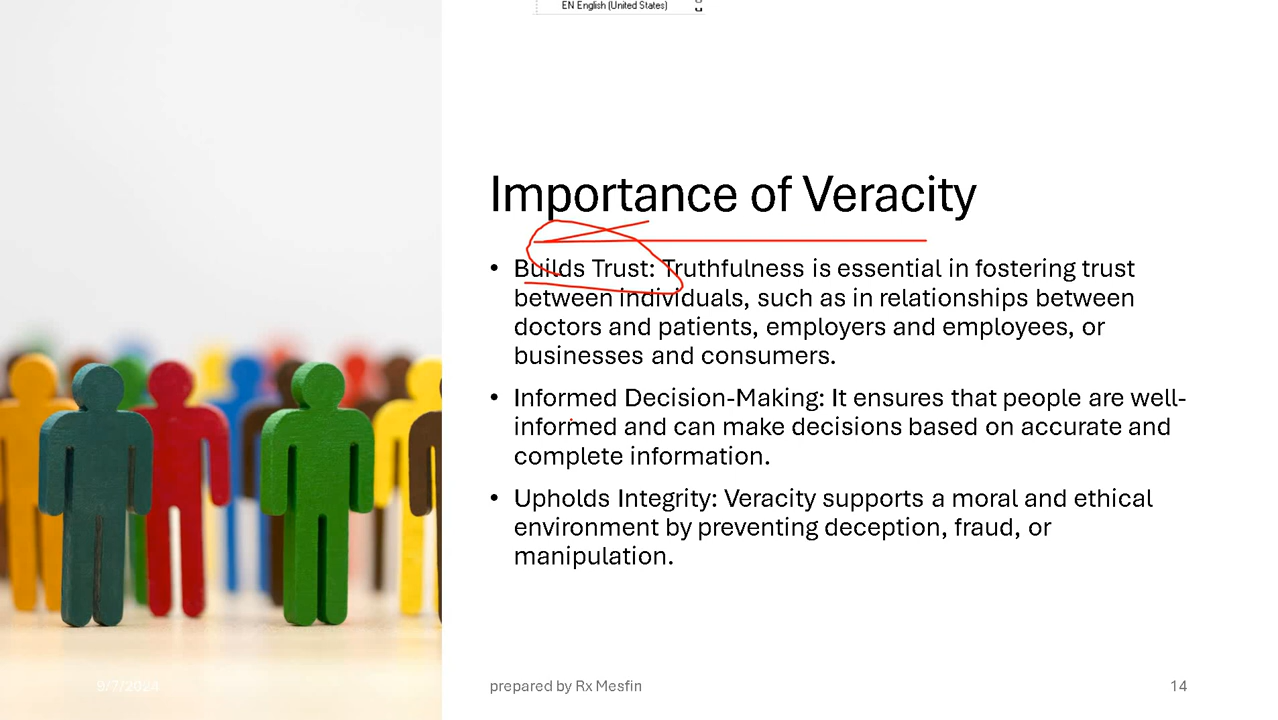 EN English (United States)
Importance of Veracity
• Builds Trust: Truthfulness is essential in fostering trust
between individuals, such as in relationships between
doctors and patients, employers and employees, or
businesses and consumers.
• Informed Decision-Making: It ensures that people are well-
informed and can make decisions based on accurate and
complete information.
• Upholds Integrity: Veracity supports a moral and ethical
environment by preventing deception, fraud, or
manipulation.
9/7/2024
prepared by Rx Mesfin
14